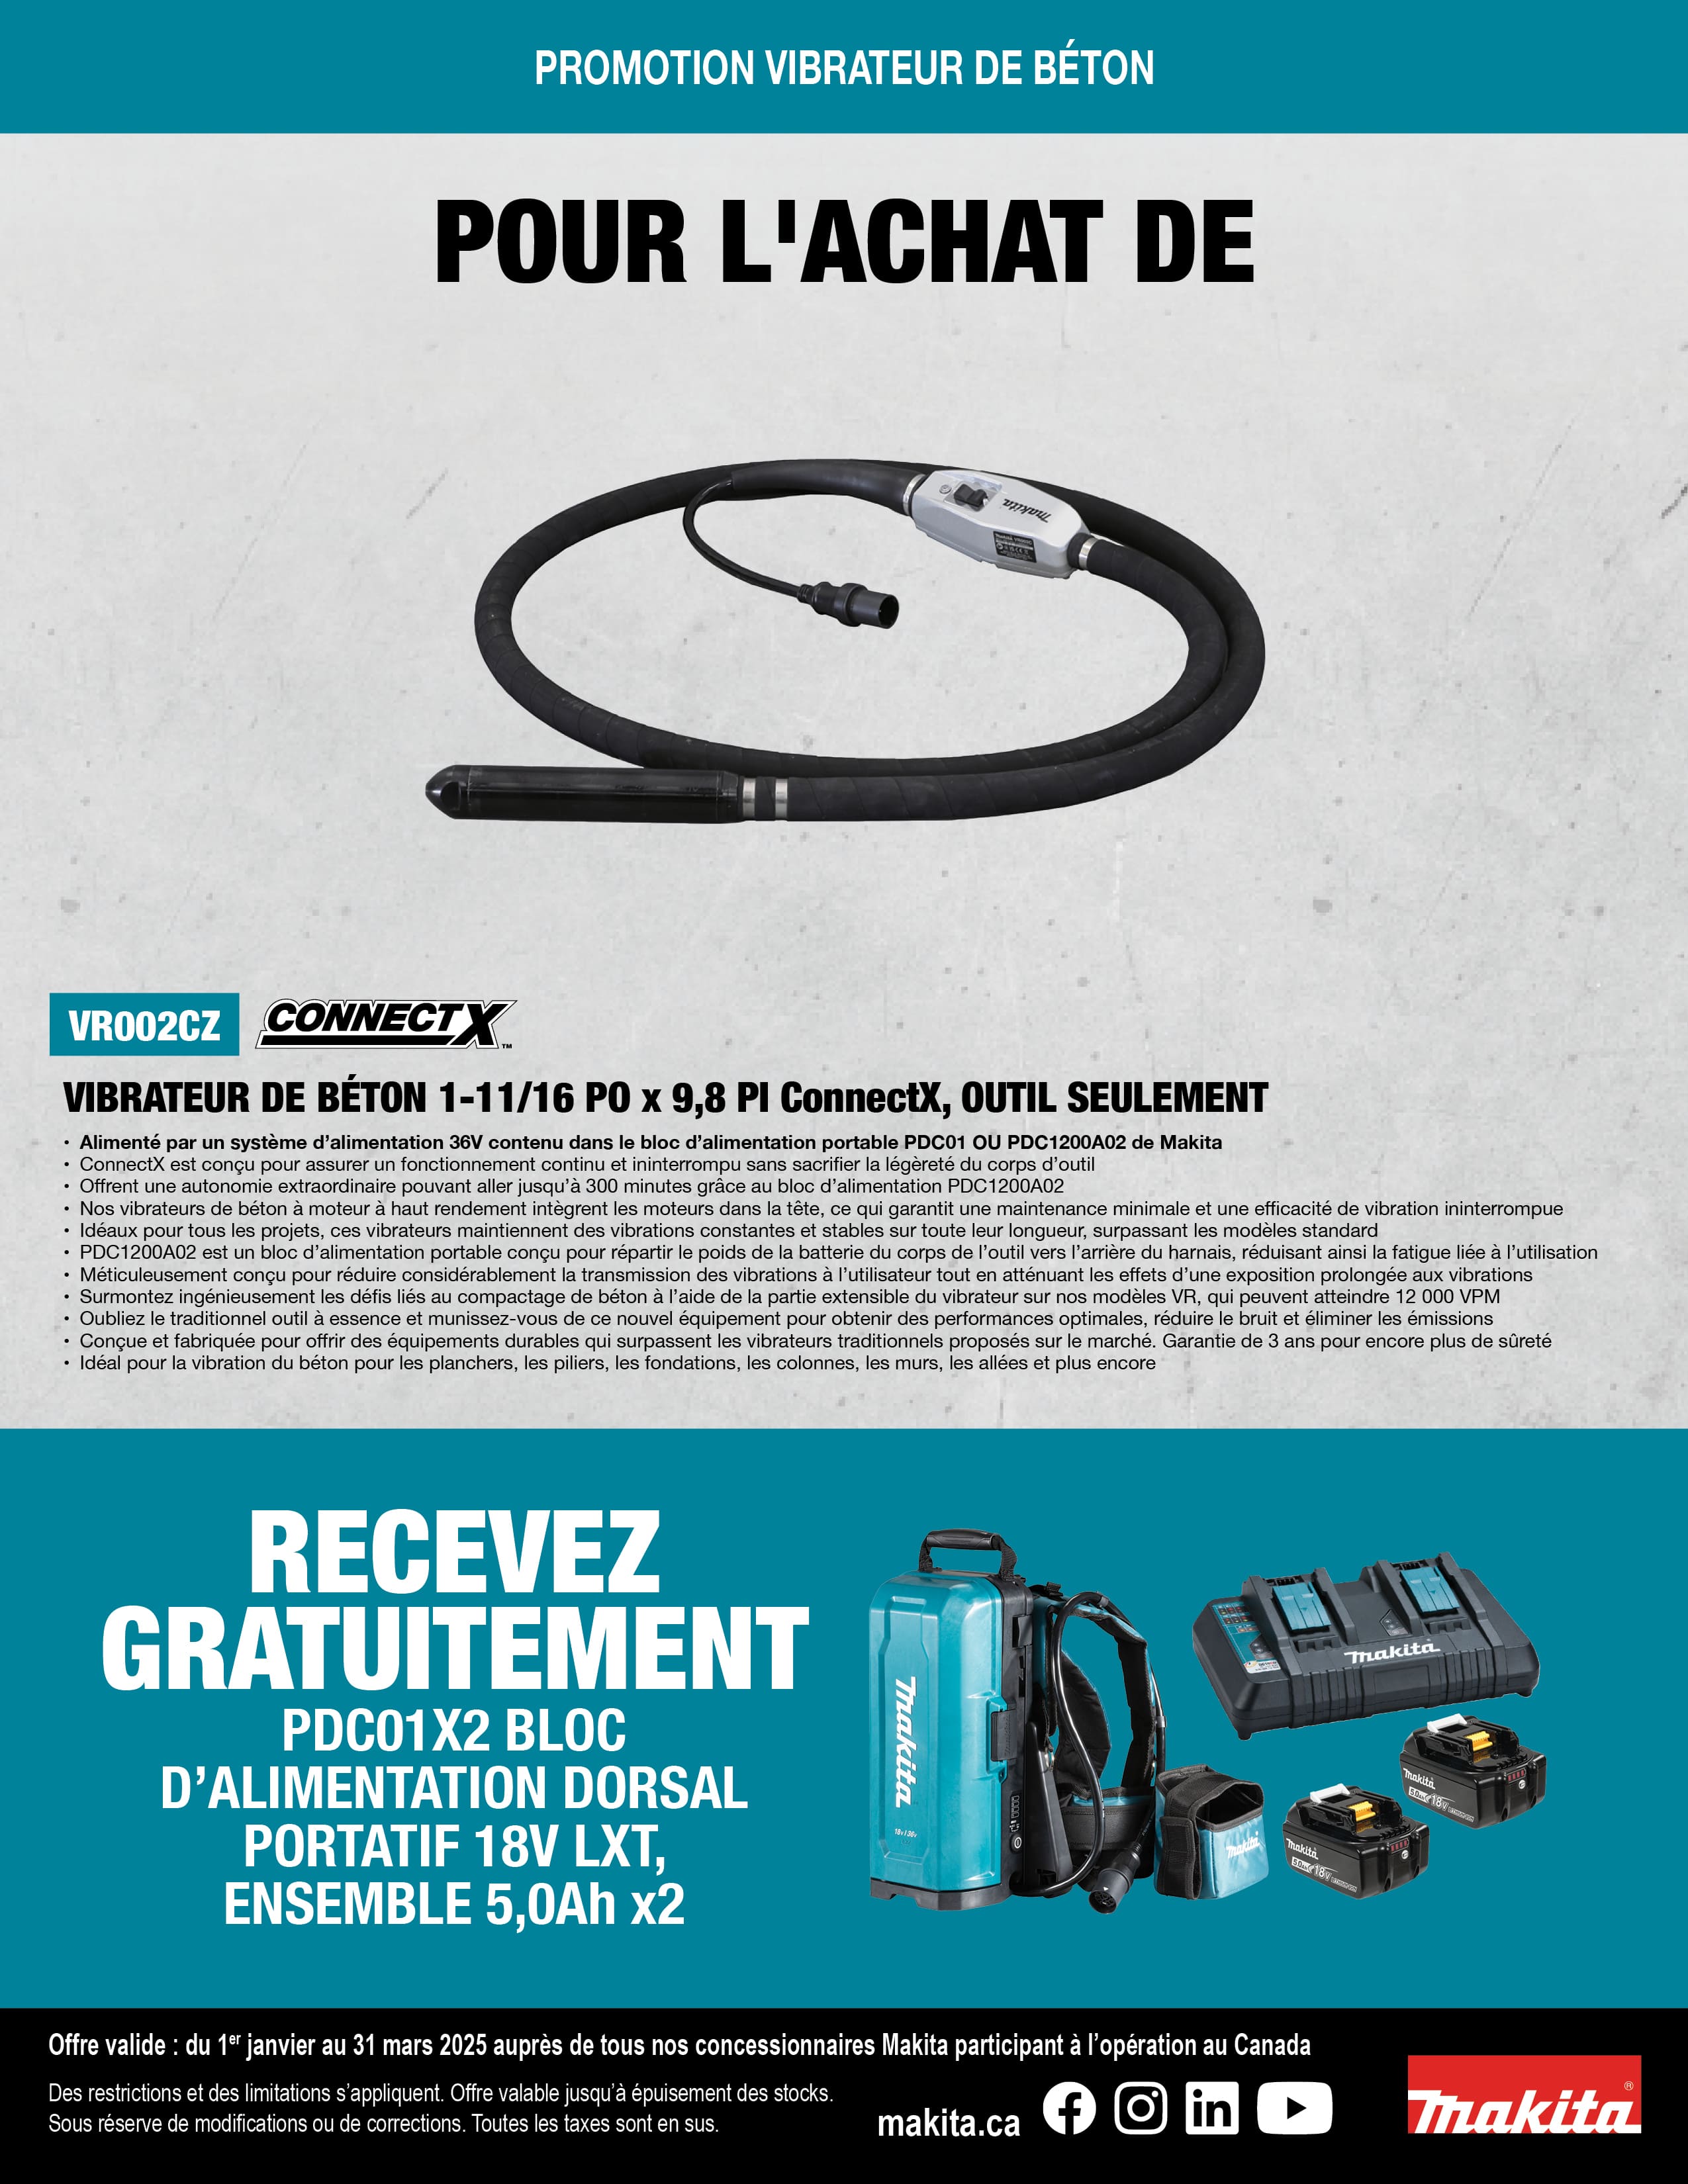 PROMOTION VIBRATEUR DE BÉTON
POUR L'ACHAT DE
makita
VR002CZ
CONNECTX™
VIBRATEUR DE BÉTON 1-11/16 PO x 9,8 PI ConnectX, OUTIL SEULEMENT
• Alimenté par un système d’alimentation 36V contenu dans le bloc d’alimentation portable PDC01 OU PDC1200A02 de Makita
• ConnectX est conçu pour assurer un fonctionnement continu et ininterrompu sans sacrifier la légèreté du corps d’outil
• Offrent une autonomie extraordinaire pouvant aller jusqu’à 300 minutes grâce au bloc d’alimentation PDC1200A02
• Nos vibrateurs de béton à moteur à haut rendement intègrent les moteurs dans la tête, ce qui garantit une maintenance minimale et une efficacité de vibration ininterrompue
• Idéaux pour tous les projets, ces vibrateurs maintiennent des vibrations constantes et stables sur toute leur longueur, surpassant les modèles standard
• PDC1200A02 est un bloc d’alimentation portable conçu pour répartir le poids de la batterie du corps de l’outil vers l’arrière du harnais, réduisant ainsi la fatigue liée à l’utilisation
• Méticuleusement conçu pour réduire considérablement la transmission des vibrations à l’utilisateur tout en atténuant les effets d’une exposition prolongée aux vibrations
• Surmontez ingénieusement les défis liés au compactage de béton à l’aide de la partie extensible du vibrateur sur nos modèles VR, qui peuvent atteindre 12 000 VPM
• Oubliez le traditionnel outil à essence et munissez-vous de ce nouvel équipement pour obtenir des performances optimales, réduire le bruit et éliminer les émissions
• Conçue et fabriquée pour offrir des équipements durables qui surpassent les vibrateurs traditionnels proposés sur le marché. Garantie de 3 ans pour encore plus de sûreté
• Idéal pour la vibration du béton pour les planchers, les piliers, les fondations, les colonnes, les murs, les allées et plus encore
RECEVEZ
GRATUITEMENT
PDC01X2 BLOC
D’ALIMENTATION DORSAL
PORTATIF 18V LXT,
ENSEMBLE 5,0Ah x2
makita
18v / 36v
makita
makita
makita
5.0Ah 18v
makita
5.0Ah 18v
Offre valide : du 1er janvier au 31 mars 2025 auprès de tous nos concessionnaires Makita participant à l’opération au Canada
Des restrictions et des limitations s’appliquent. Offre valable jusqu’à épuisement des stocks.
Sous réserve de modifications ou de corrections. Toutes les taxes sont en sus.
makita.ca
in
makita®